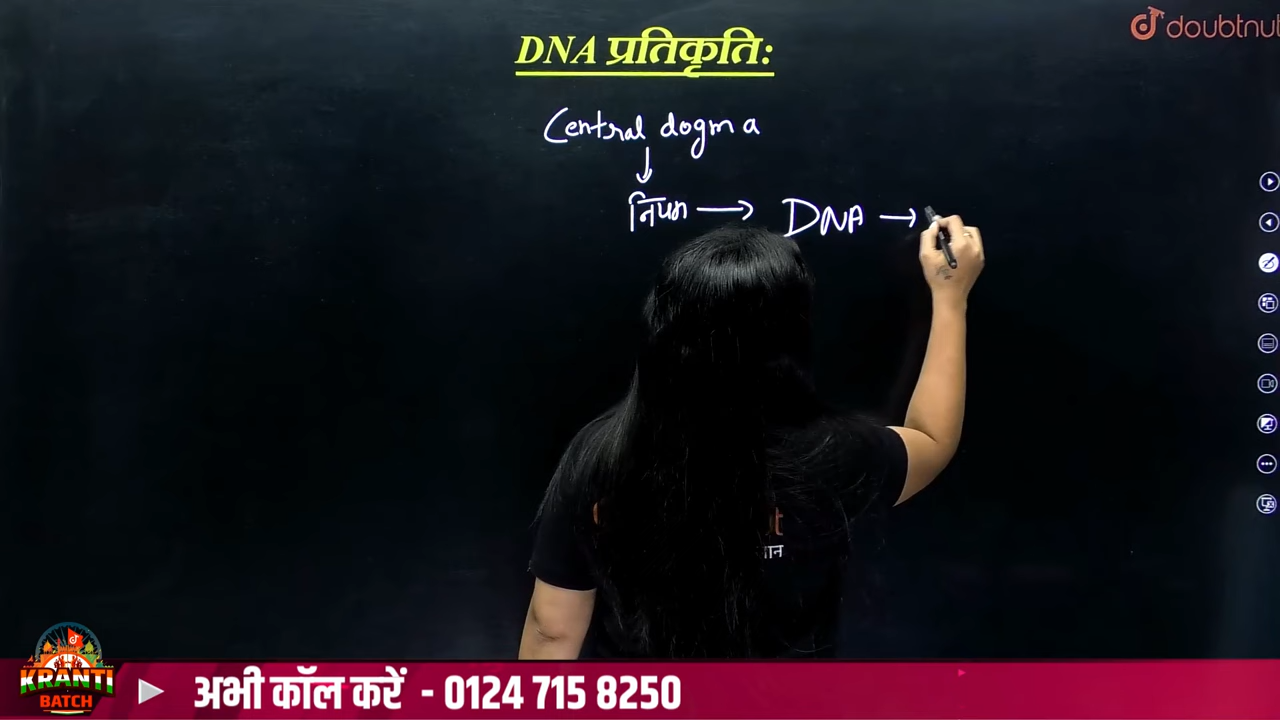 doubtnut
DNA प्रतिकृति:
Central dogma
नियम → DNA →
KRANTI
BATCH
अभी कॉल करें - 0124 715 8250